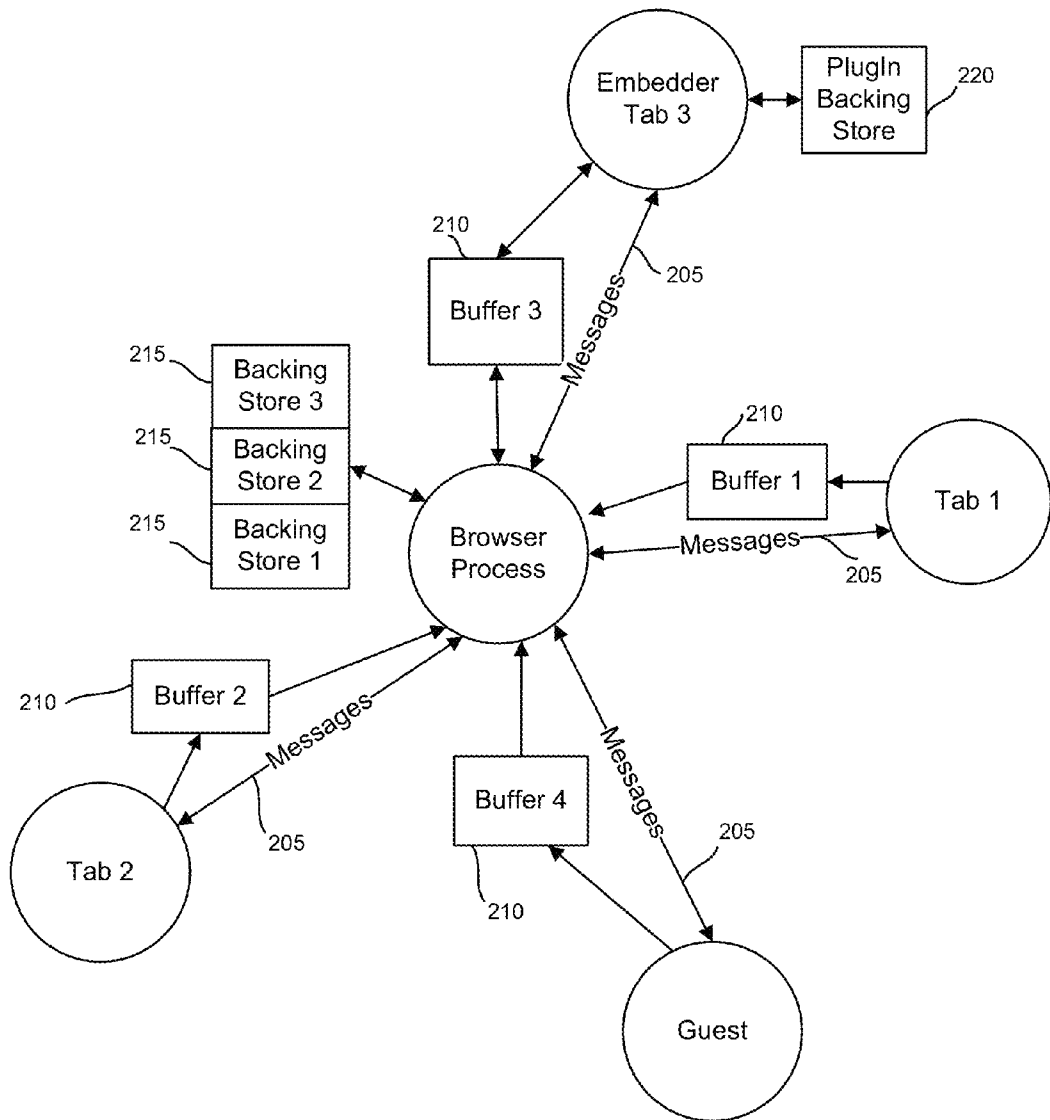 Embedder
Tab 3
PlugIn
Backing
Store
220
210
Buffer 3
205
Messages
215
Backing
Store 3
215
Backing
Store 2
215
Backing
Store 1
210
Buffer 1
Tab 1
Browser
Process
Messages
205
210
Buffer 2
Messages
205
Tab 2
Buffer 4
210
Messages
205
Guest